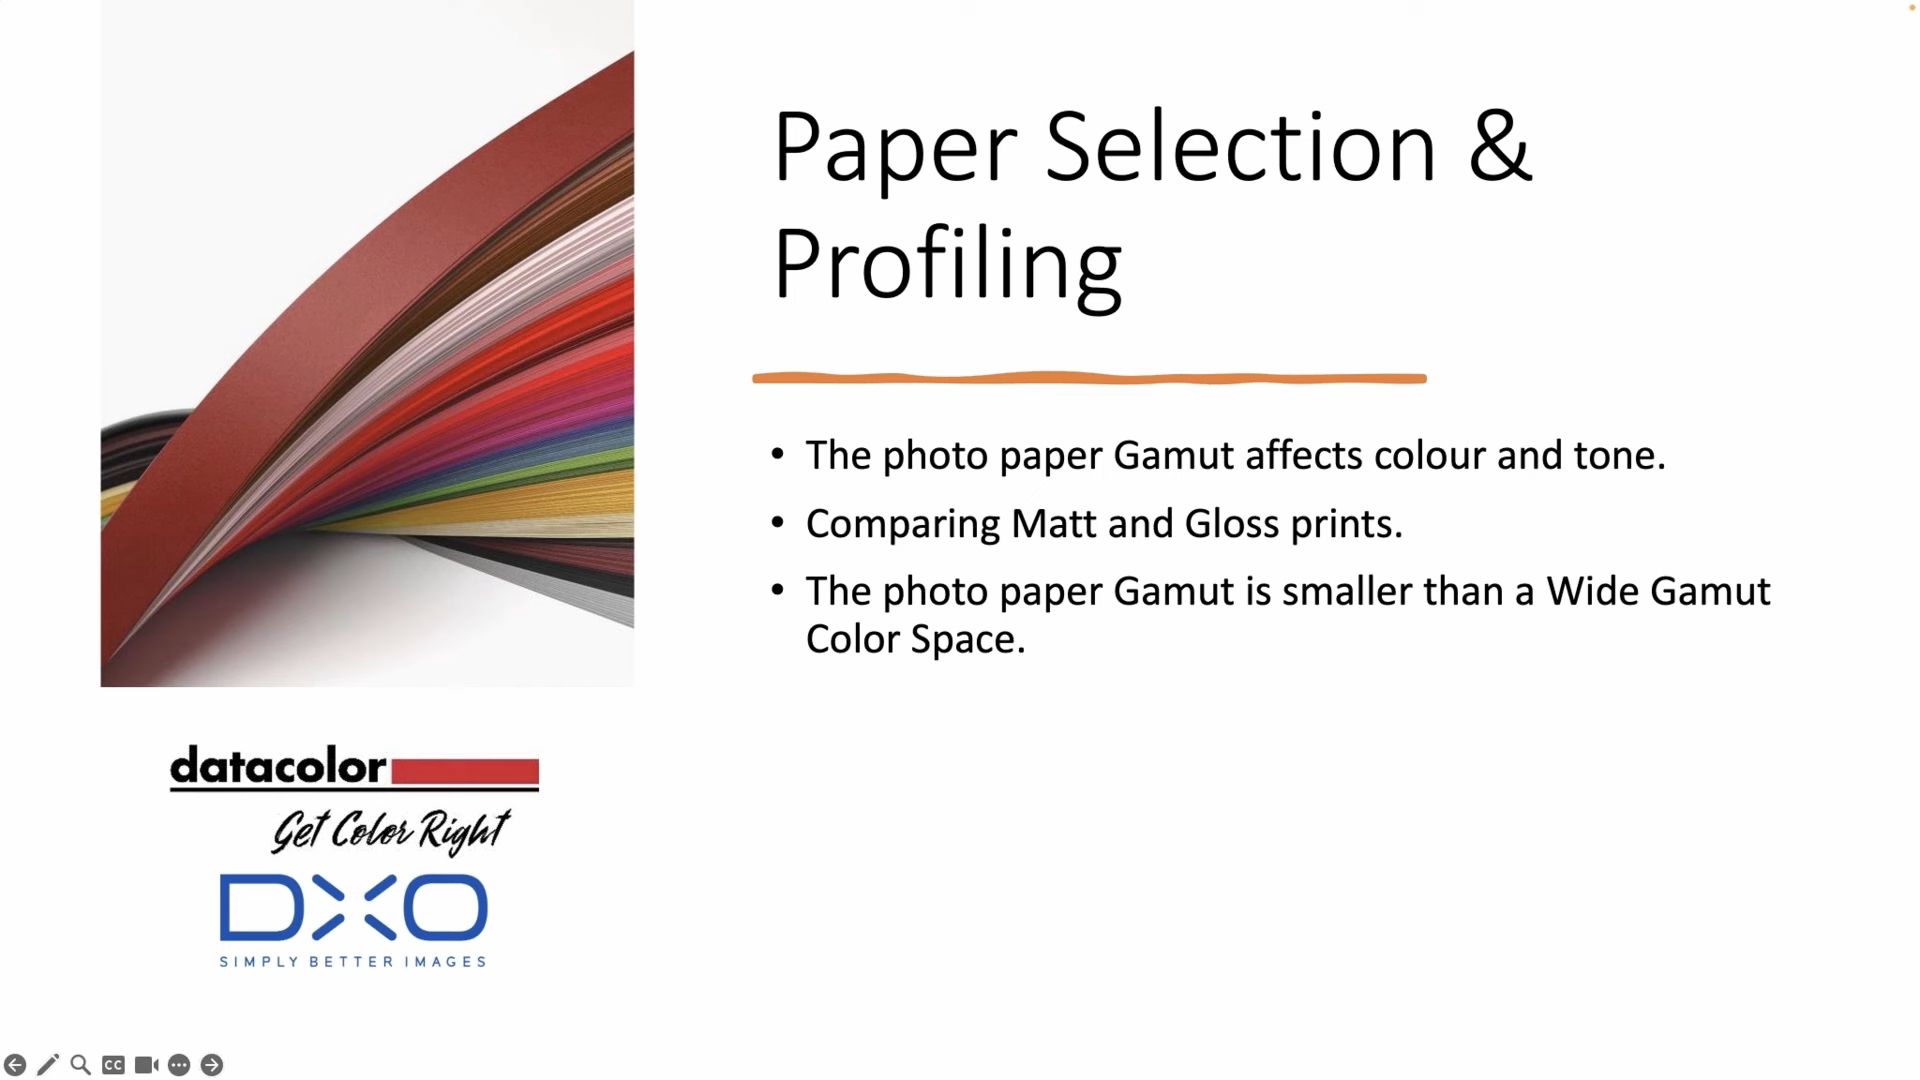 Paper Selection &
Profiling
• The photo paper Gamut affects colour and tone.
• Comparing Matt and Gloss prints.
• The photo paper Gamut is smaller than a Wide Gamut
Color Space.
datacolor
Get Color Right
DXO
SIMPLY BETTER IMAGES
CC